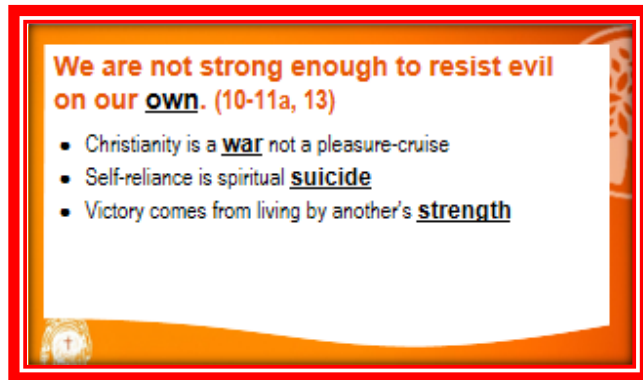 We are not strong enough to resist evil
on our own. (10-11a, 13)
• Christianity is a war not a pleasure-cruise
• Self-reliance is spiritual suicide
• Victory comes from living by another's strength